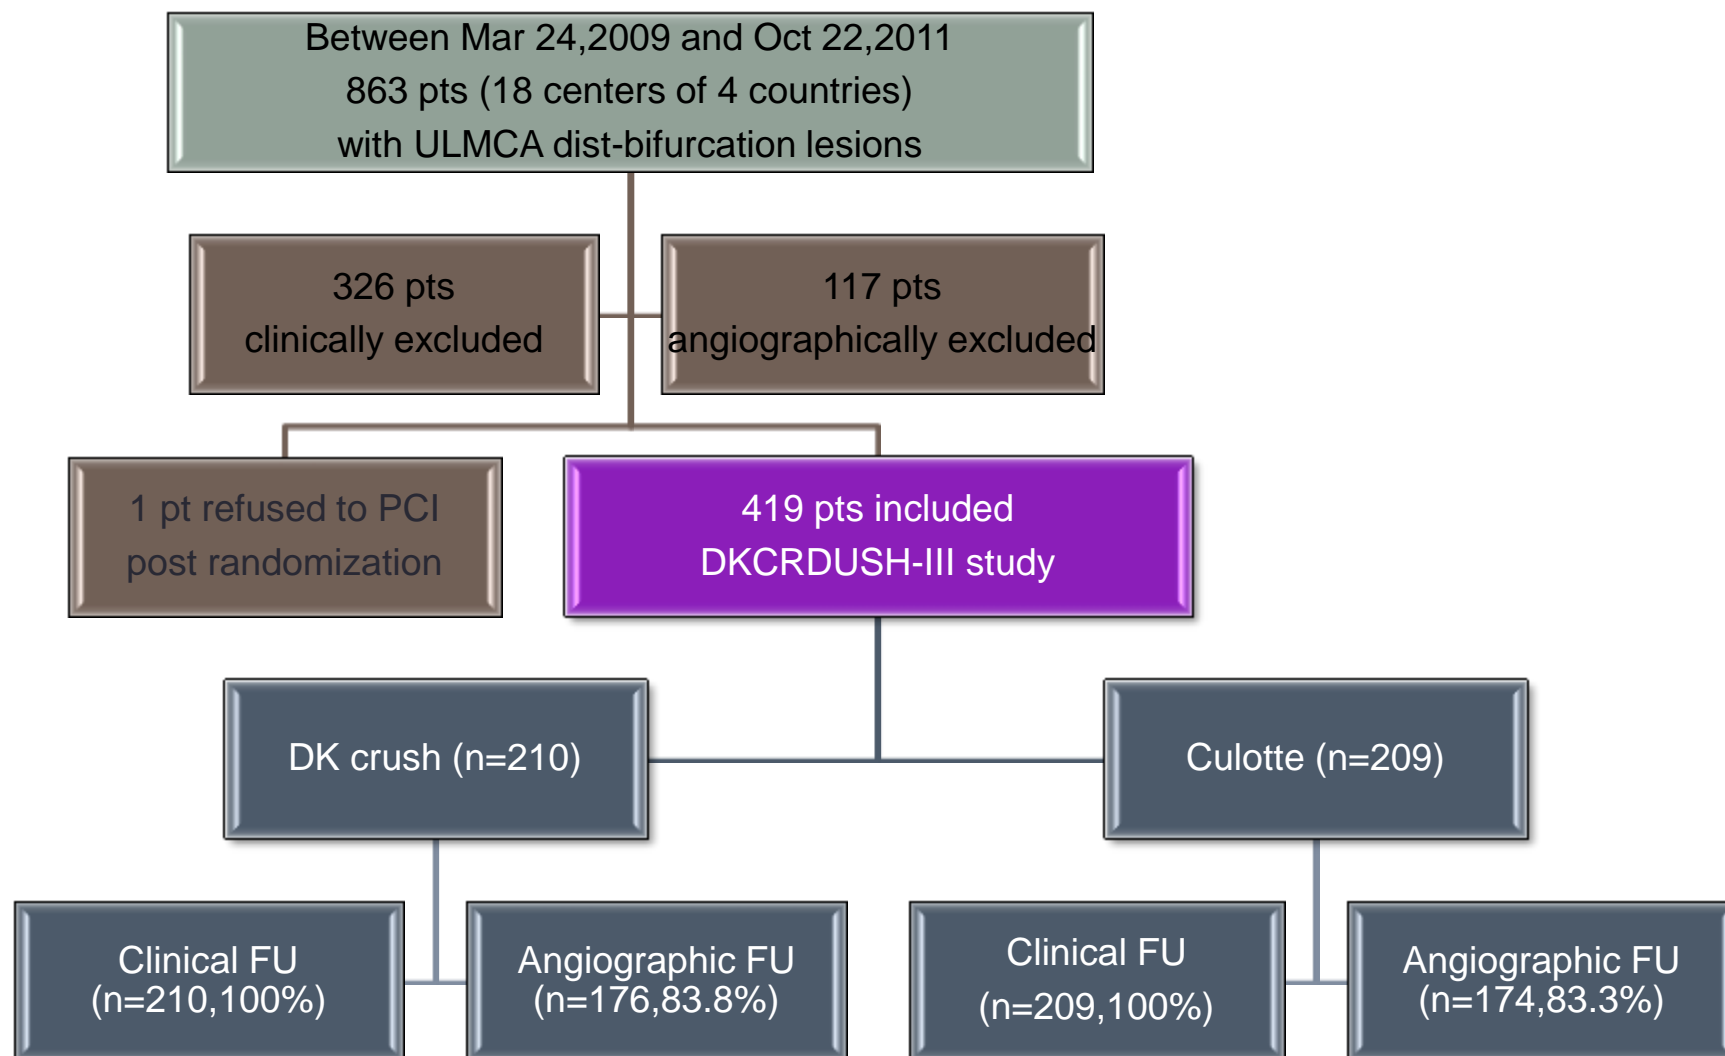 Between Mar 24,2009 and Oct 22,2011
863 pts (18 centers of 4 countries)
with ULMCA dist-bifurcation lesions
326 pts
clinically excluded
117 pts
angiographically excluded
1 pt refused to PCI
post randomization
419 pts included
DKCRDUSH-III study
DK crush (n=210)
Culotte (n=209)
Clinical FU
(n=210,100%)
Angiographic FU
(n=176,83.8%)
Clinical FU
(n=209,100%)
Angiographic FU
(n=174,83.3%)